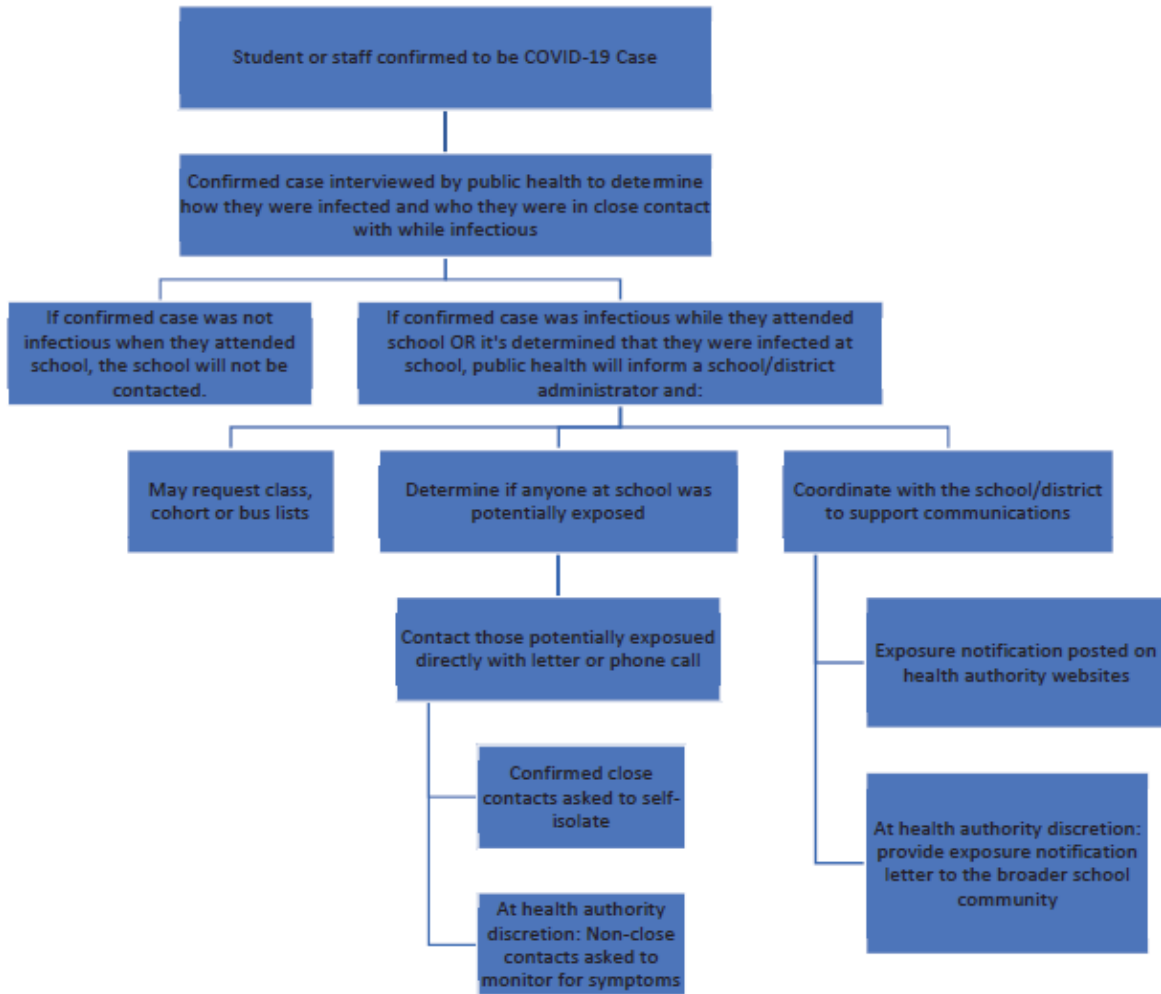 Student or staff confirmed to be COVID-19 Case
Confirmed case interviewed by public health to determine
how they were infected and who they were in close contact
with while infectious
If confirmed case was not
infectious when they attended
school, the school will not be
contacted.
If confirmed case was infectious while they attended
school OR it's determined that they were infected at
school, public health will inform a school/district
administrator and:
May request class,
cohort or bus lists
Determine if anyone at school was
potentially exposed
Coordinate with the school/district
to support communications
Contact those potentially exposued
directly with letter or phone call
Exposure notification posted on
health authority websites
Confirmed close
contacts asked to self-
isolate
At health authority discretion:
provide exposure notification
letter to the broader school
community
At health authority
discretion: Non-close
contacts asked to
monitor for symptoms